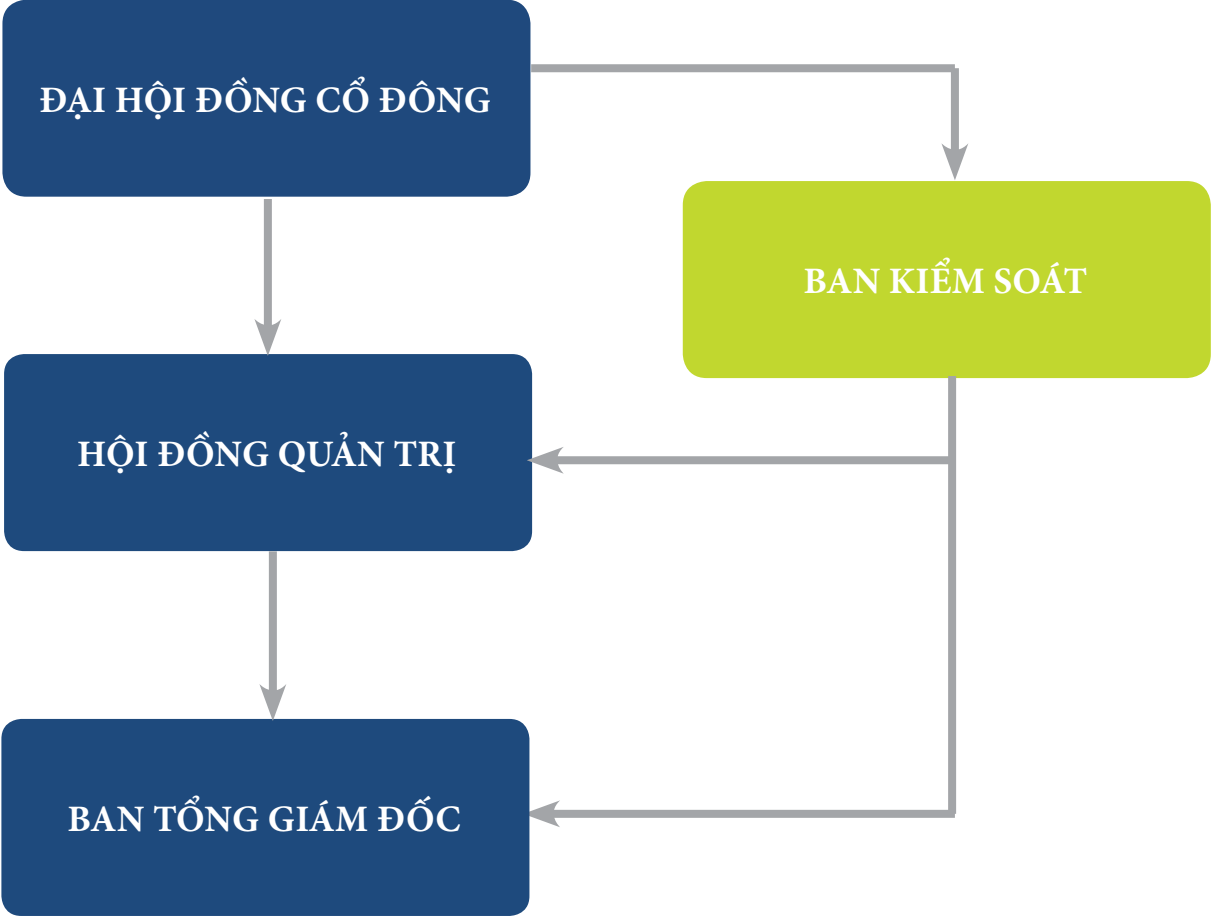 ĐẠI HỘI ĐỒNG CỔ ĐÔNG
BAN KIỂM SOÁT
HỘI ĐỒNG QUẢN TRỊ
BAN TỔNG GIÁM ĐỐC